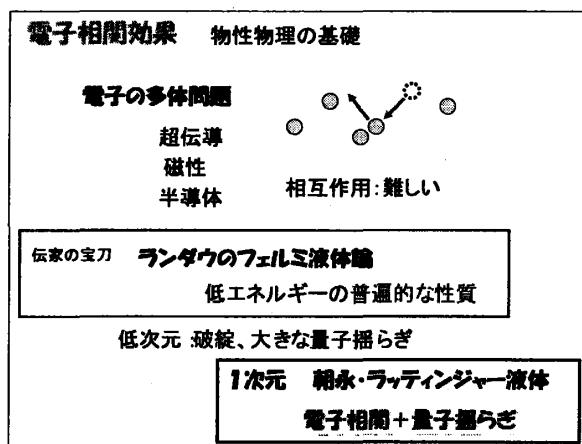 電子相関効果 物性物理の基礎
電子の多体問題
超伝導
磁性
半導体
相互作用:難しい
伝家の宝刀 ランダウのフェルミ液体論
低エネルギーの普遍的な性質
低次元:破綻、大きな量子揺らぎ
1次元 朝永・ラッティンジャー液体
電子相関+量子揺らぎ